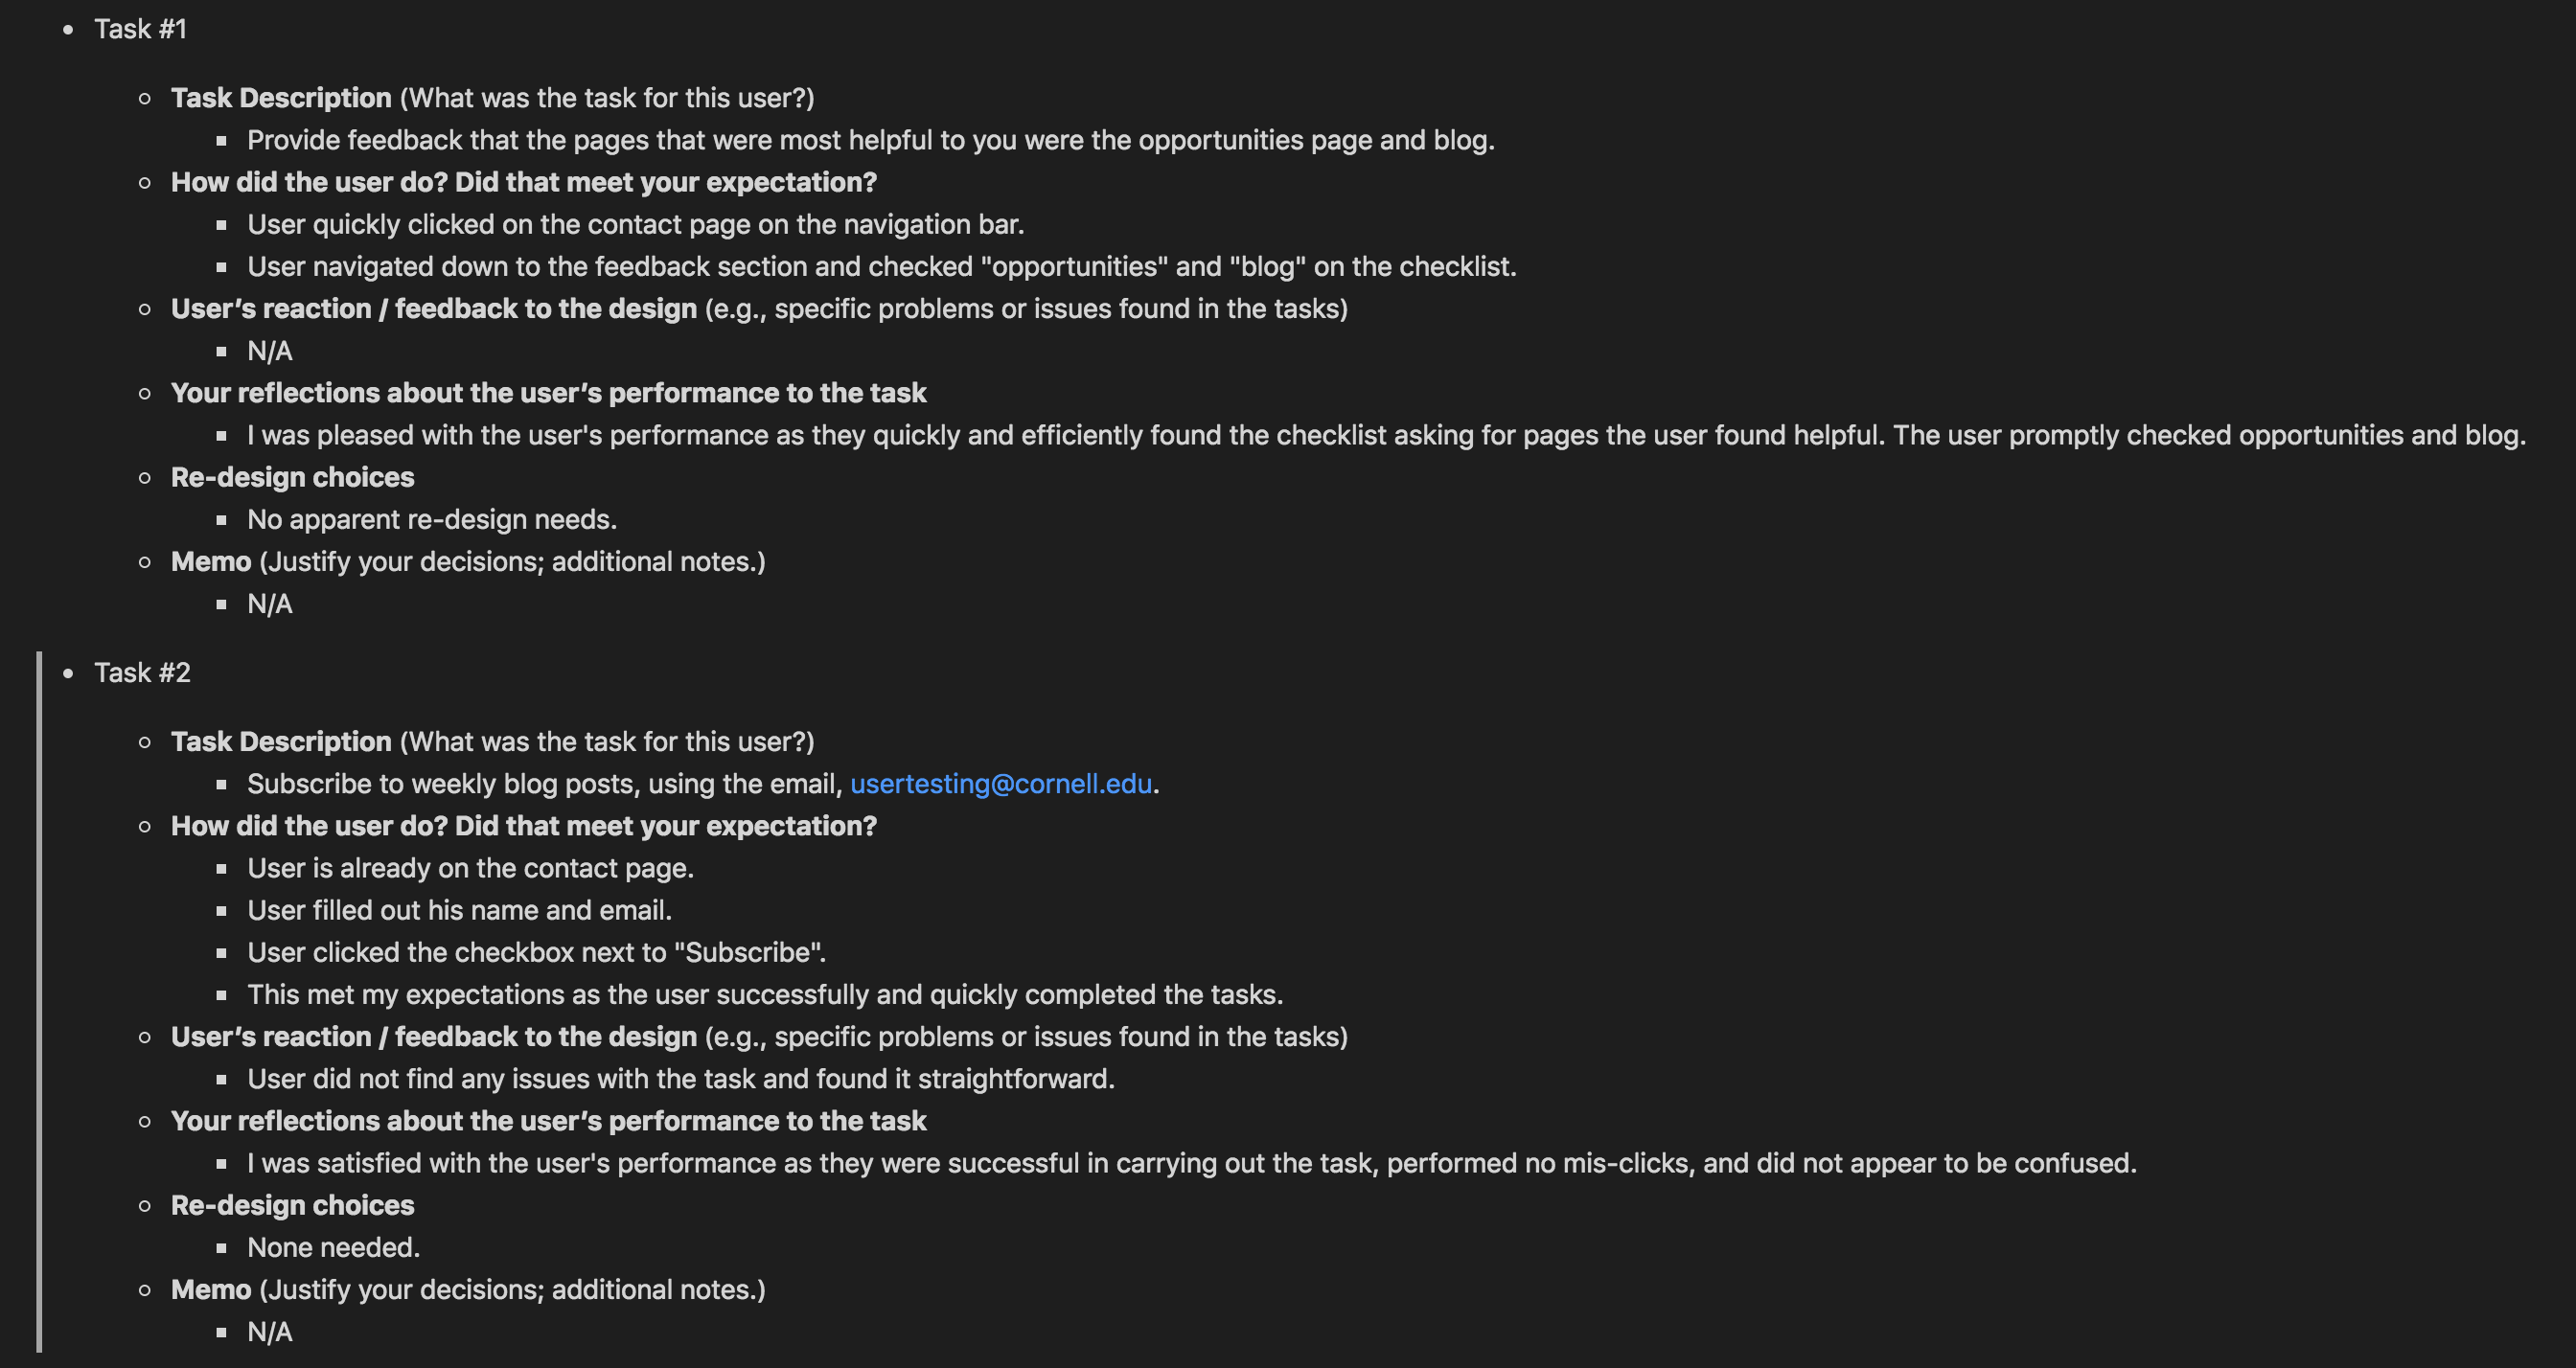 Task #1
Task Description (What was the task for this user?)
Provide feedback that the pages that were most helpful to you were the opportunities page and blog.
How did the user do? Did that meet your expectation?
User quickly clicked on the contact page on the navigation bar.
User navigated down to the feedback section and checked "opportunities" and "blog" on the checklist.
User’s reaction / feedback to the design (e.g., specific problems or issues found in the tasks)
N/A
Your reflections about the user’s performance to the task
I was pleased with the user's performance as they quickly and efficiently found the checklist asking for pages the user found helpful. The user promptly checked opportunities and blog.
Re-design choices
No apparent re-design needs.
Memo (Justify your decisions; additional notes.)
N/A
Task #2
Task Description (What was the task for this user?)
Subscribe to weekly blog posts, using the email, usertesting@cornell.edu.
How did the user do? Did that meet your expectation?
User is already on the contact page.
User filled out his name and email.
User clicked the checkbox next to "Subscribe".
This met my expectations as the user successfully and quickly completed the tasks.
User’s reaction / feedback to the design (e.g., specific problems or issues found in the tasks)
User did not find any issues with the task and found it straightforward.
Your reflections about the user’s performance to the task
I was satisfied with the user's performance as they were successful in carrying out the task, performed no mis-clicks, and did not appear to be confused.
Re-design choices
None needed.
Memo (Justify your decisions; additional notes.)
N/A